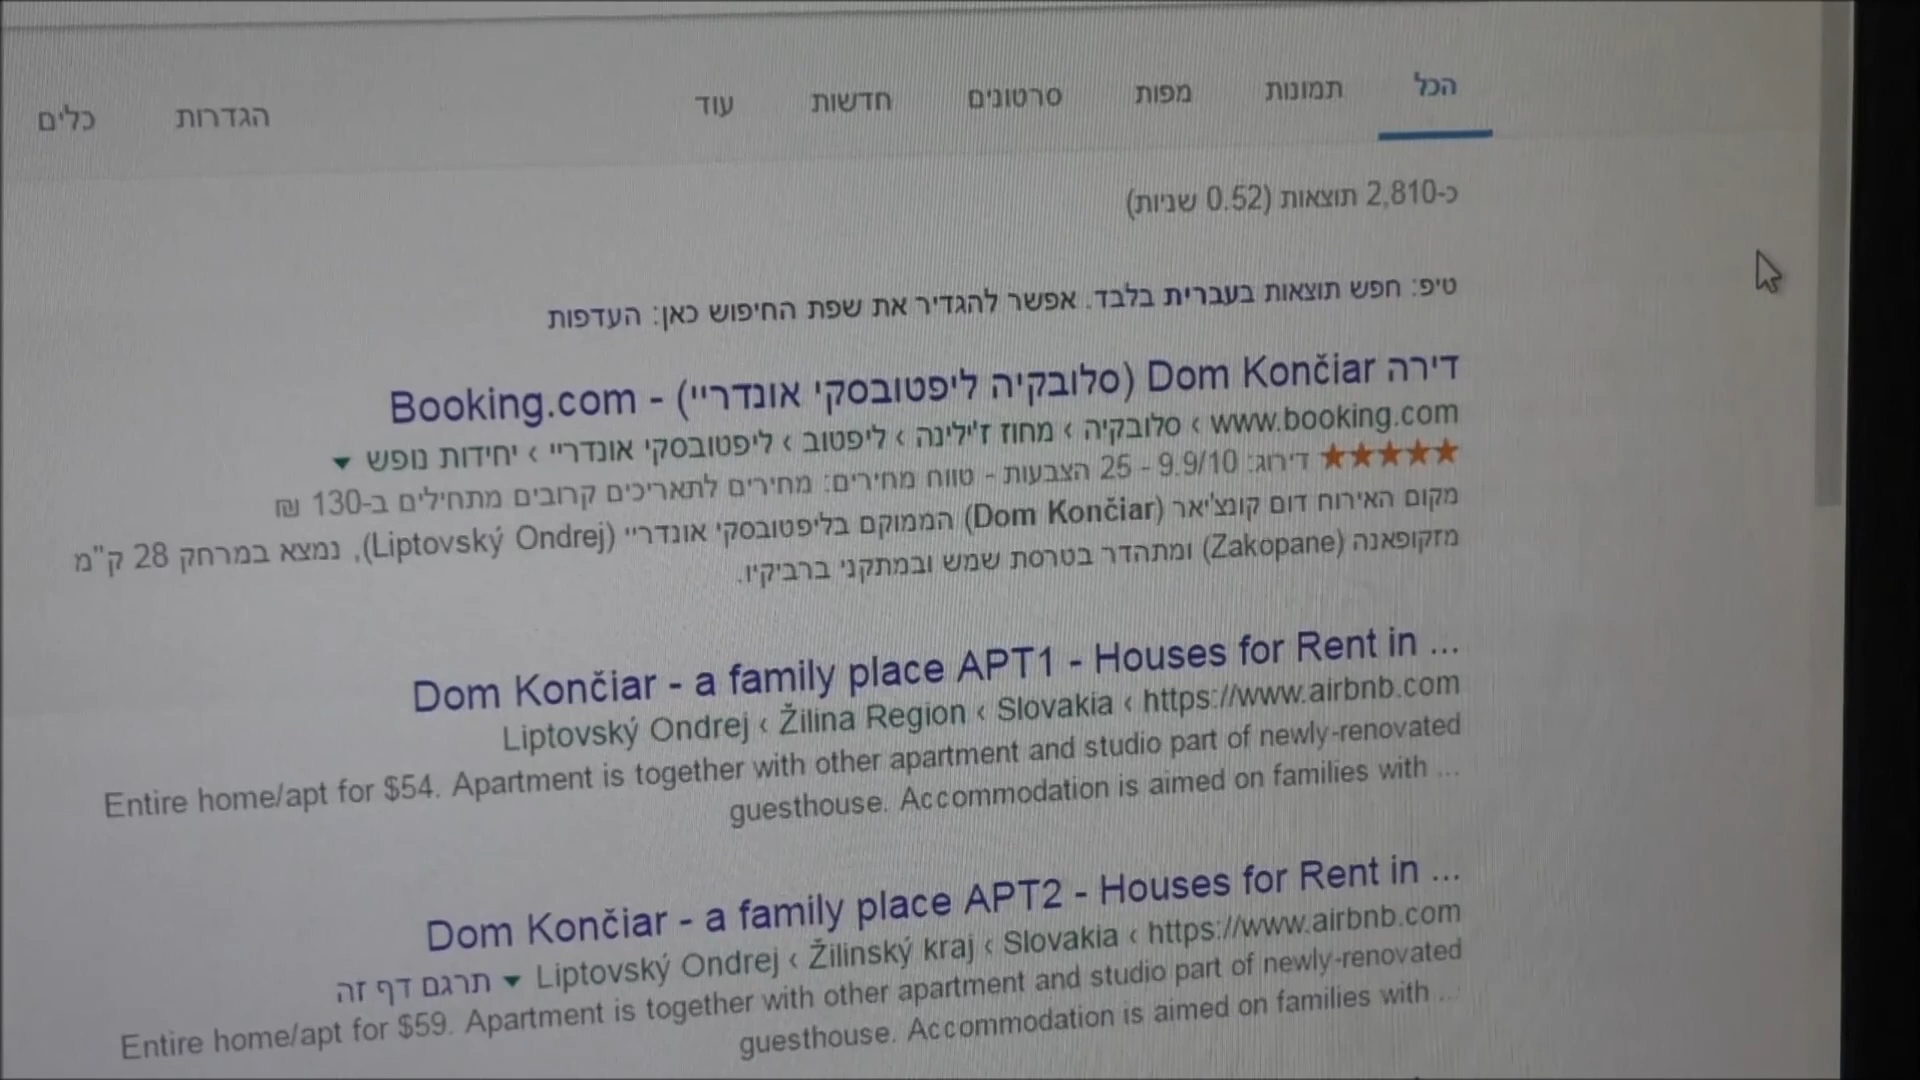 הכל תמונות מפות סרטונים חדשות עוד הגדרות כלים
כ-2,810 תוצאות (0.52 שניות)
טיפ: חפש תוצאות בעברית בלבד. אפשר להגדיר את שפת החיפוש כאן: העדפות
דירה Dom Končiar (סלובקיה ליפטובסקי אונדריי) - Booking.com
www.booking.com › סלובקיה › מחוז ז'ילינה › ליפטוב › ליפטובסקי אונדריי › יחידות נופש ▼
★★★★★ דירוג: 9.9/10 - 25 הצבעות - טווח מחירים: מחירים לתאריכים קרובים מתחילים ב-130 ₪
מקום האירוח דום קונצ'יאר (Dom Končiar) הממוקם בליפטובסקי אונדריי (Liptovský Ondrej), נמצא במרחק 28 ק"מ
מזקופאנה (Zakopane) ומתהדר בטרסת שמש ובמתקני ברביקיו.
Dom Končiar - a family place APT1 - Houses for Rent in ...
Liptovský Ondrej ‹ Žilina Region ‹ Slovakia ‹ https://www.airbnb.com
Entire home/apt for $54. Apartment is together with other apartment and studio part of newly-renovated
guesthouse. Accommodation is aimed on families with ...
Dom Končiar - a family place APT2 - Houses for Rent in ...
תרגם דף זה ▼ Liptovský Ondrej ‹ Žilinský kraj ‹ Slovakia ‹ https://www.airbnb.com
Entire home/apt for $59. Apartment is together with other apartment and studio part of newly-renovated
guesthouse. Accommodation is aimed on families with ...